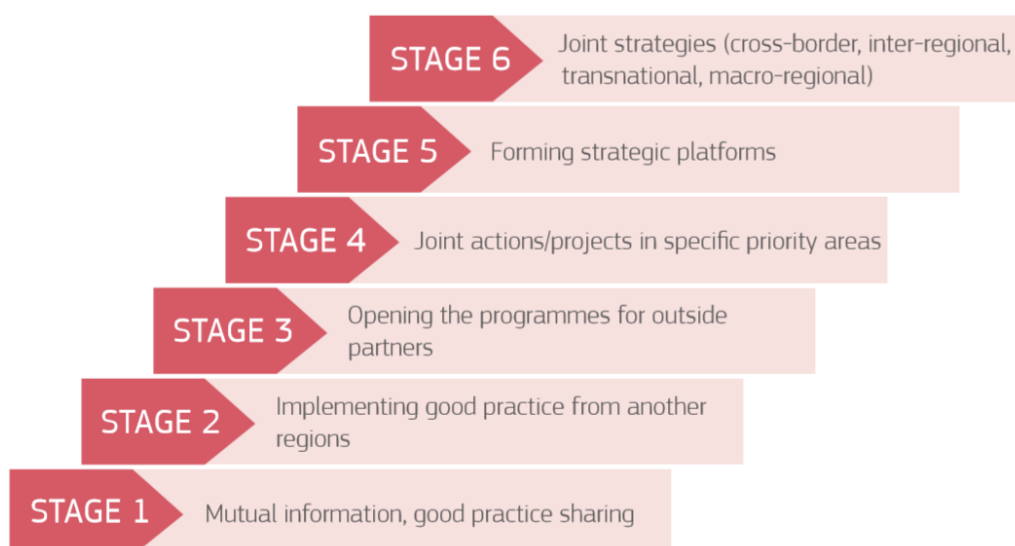 STAGE 6
Joint strategies (cross-border, inter-regional,
transnational, macro-regional)
STAGE 5
Forming strategic platforms
STAGE 4
Joint actions/projects in specific priority areas
STAGE 3
Opening the programmes for outside
partners
STAGE 2
Implementing good practice from another
regions
STAGE 1
Mutual information, good practice sharing